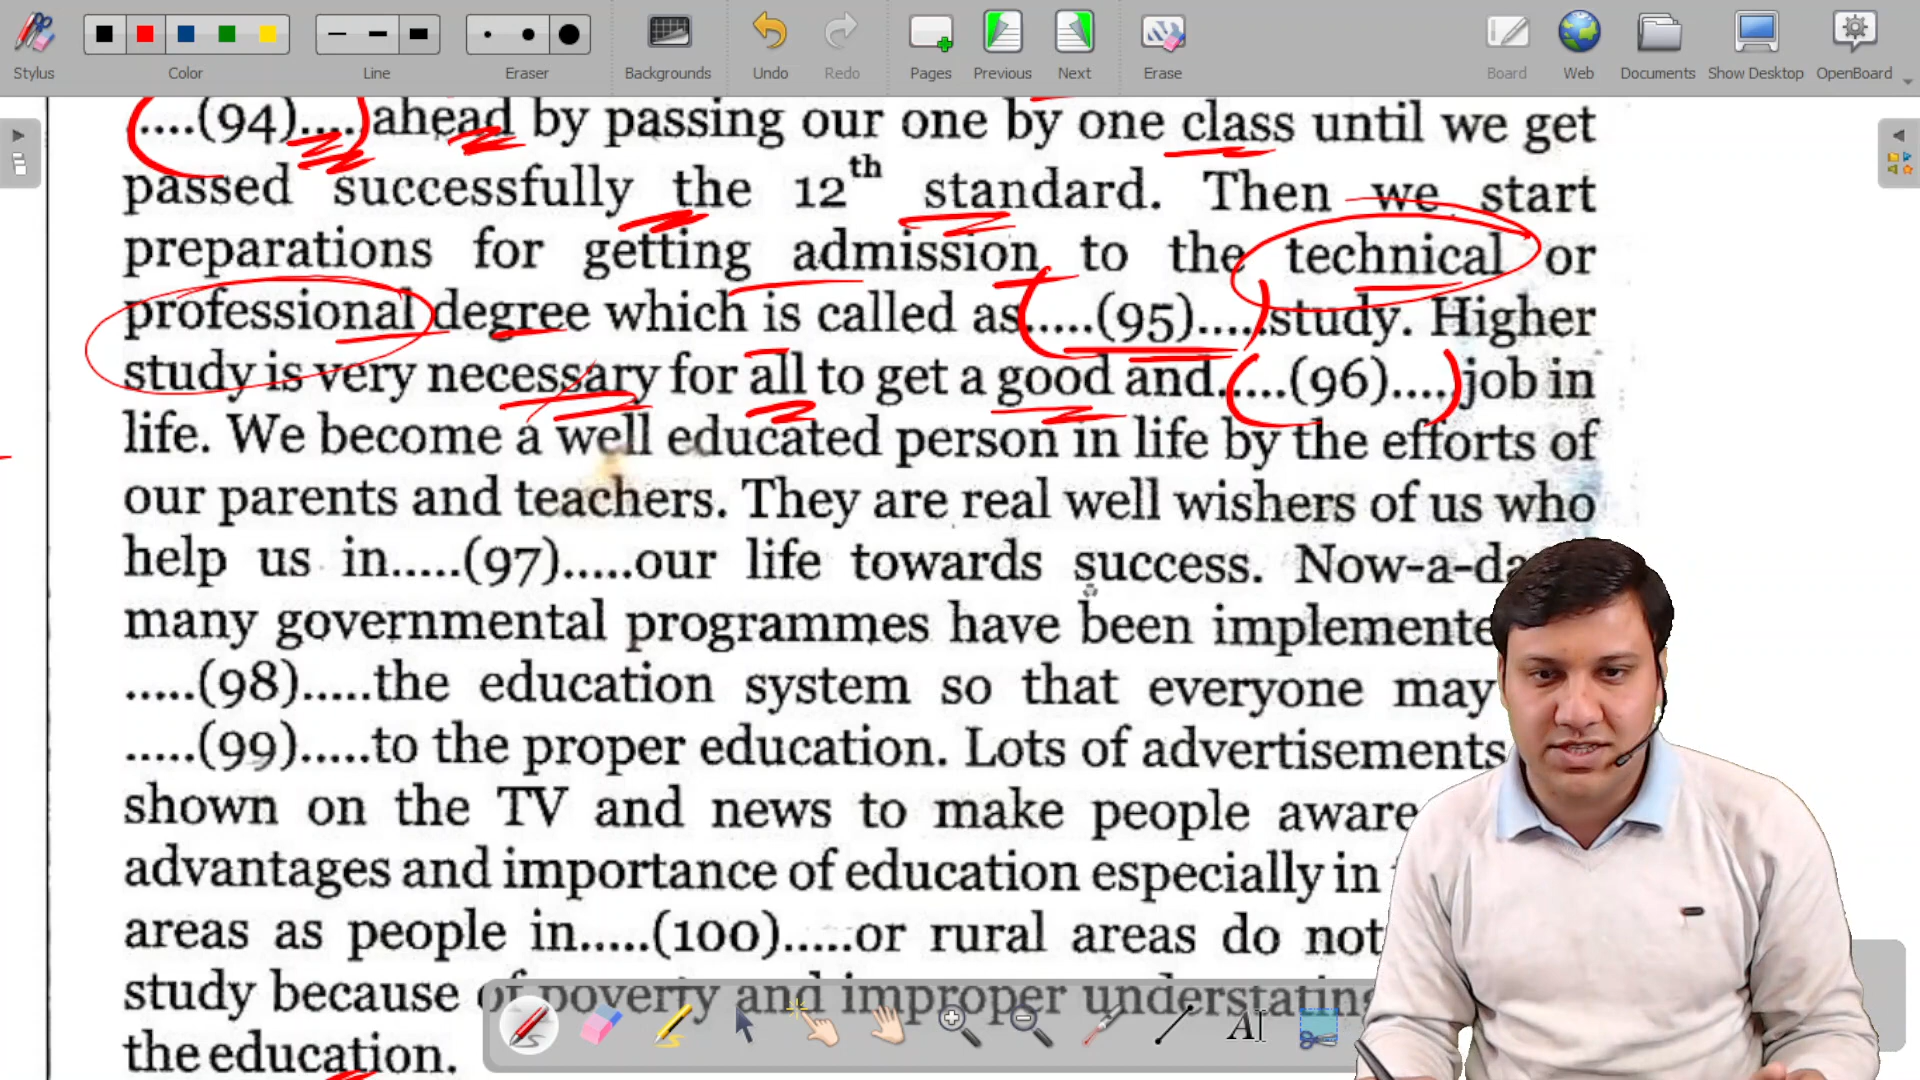 Stylus Color Line Eraser Backgrounds Undo Redo Pages Previous Next Erase Board Web Documents Show Desktop OpenBoard
....(94).....ahead by passing our one by one class until we get
passed successfully the 12th standard. Then we start
preparations for getting admission to the technical or
professional degree which is called as.....(95).....study. Higher
study is very necessary for all to get a good and.....(96).....job in
life. We become a well educated person in life by the efforts of
our parents and teachers. They are real well wishers of us who
help us in.....(97).....our life towards success. Now-a-da
many governmental programmes have been implemente
.....(98).....the education system so that everyone may
.....(99).....to the proper education. Lots of advertisements
shown on the TV and news to make people aware
advantages and importance of education especially in
areas as people in.....(100).....or rural areas do not
study because of poverty and improper understating
the education.